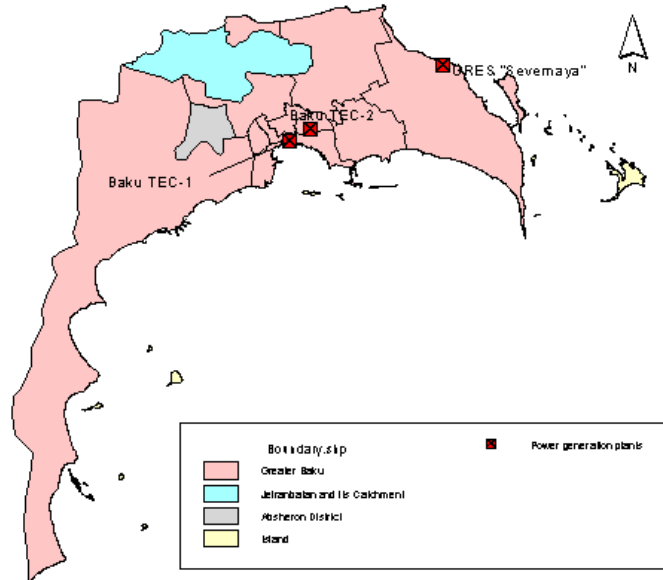 N
GRES "Severnaya"
Baku TEC-2
Baku TEC-1
Boundary.shp
Power generation plants
Greater Baku
Jeiranbatan and its Catchment
Absheron District
Island